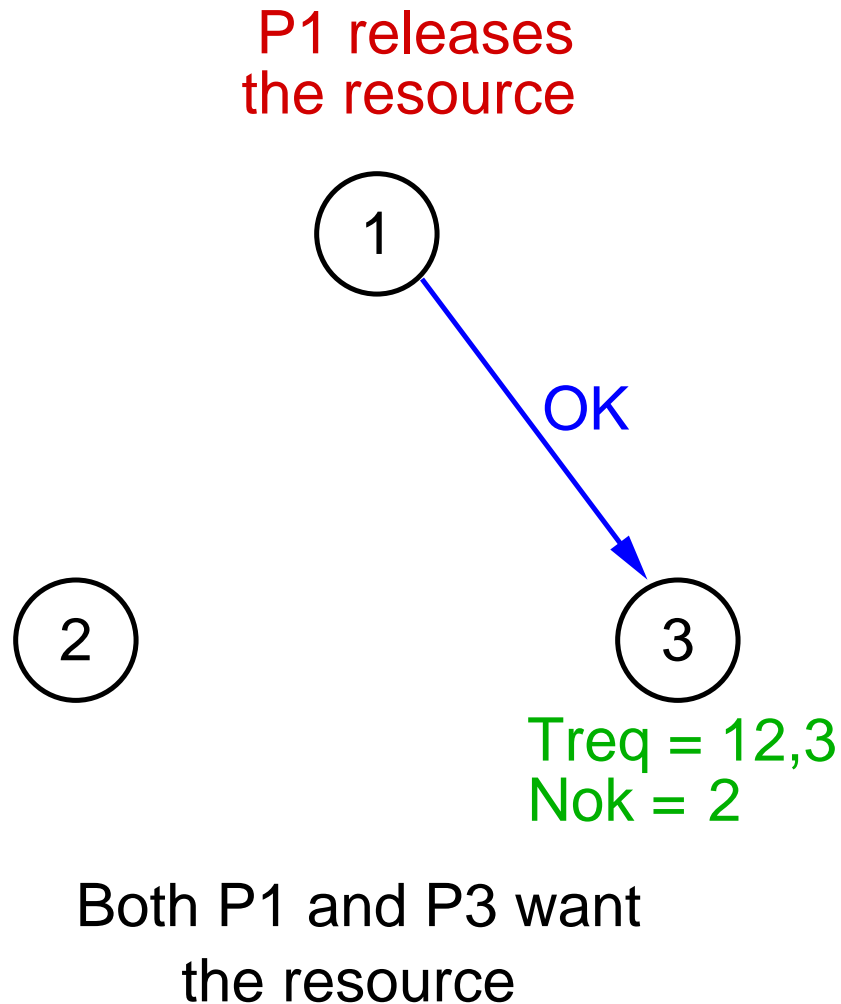 P1 releases
the resource
1
OK
2
3
Treq = 12,3
Nok = 2
Both P1 and P3 want
the resource